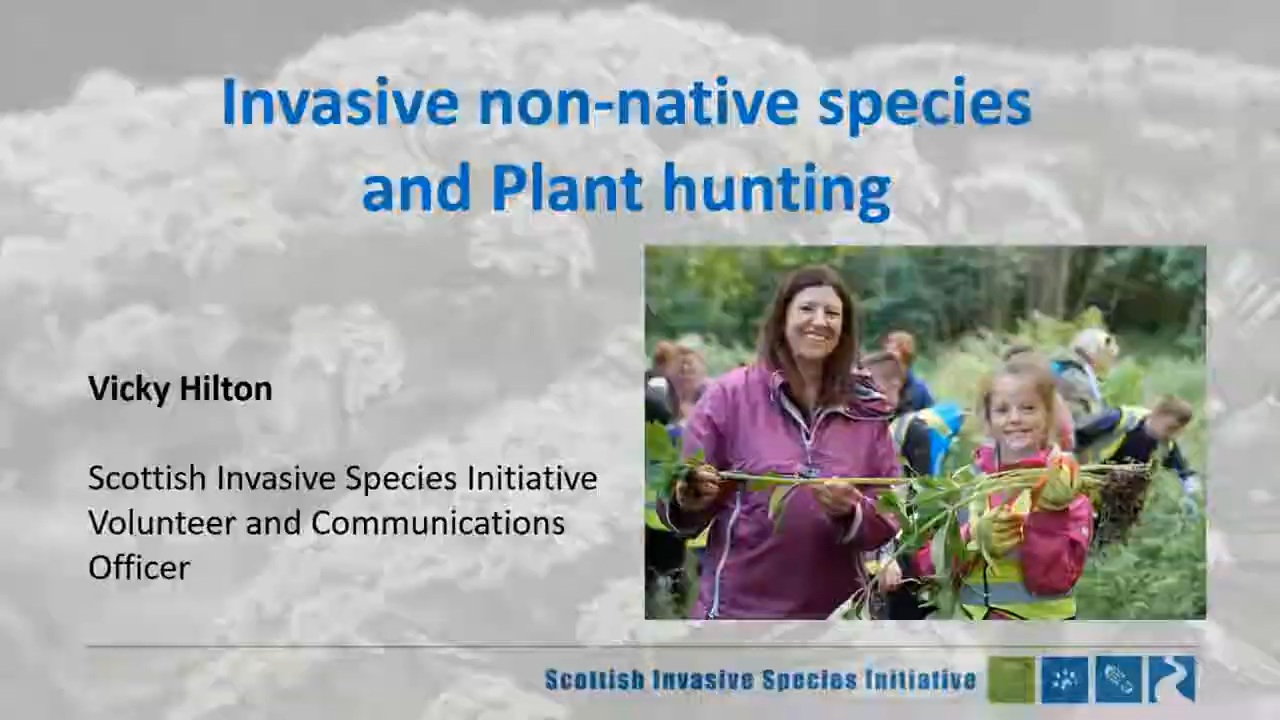 Invasive non-native species
and Plant hunting
Vicky Hilton
Scottish Invasive Species Initiative
Volunteer and Communications
Officer
Scottish Invasive Species Initiative